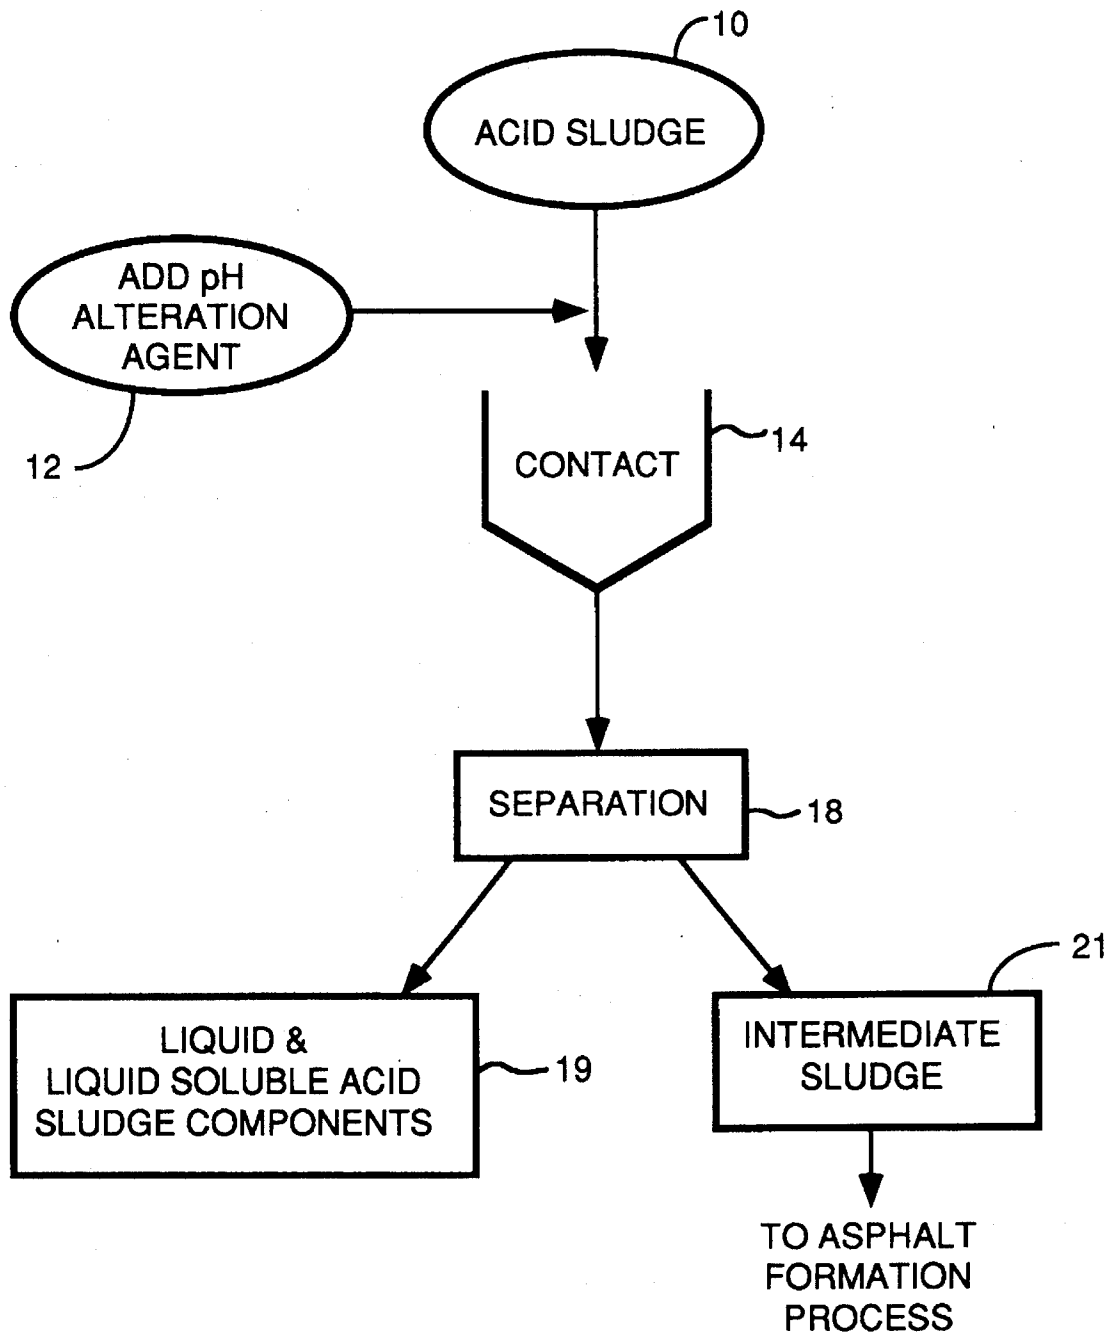 10
ACID SLUDGE
ADD pH
ALTERATION
AGENT
12
CONTACT
14
SEPARATION
18
LIQUID &
LIQUID SOLUBLE ACID
SLUDGE COMPONENTS
19
21
INTERMEDIATE
SLUDGE
TO ASPHALT
FORMATION
PROCESS